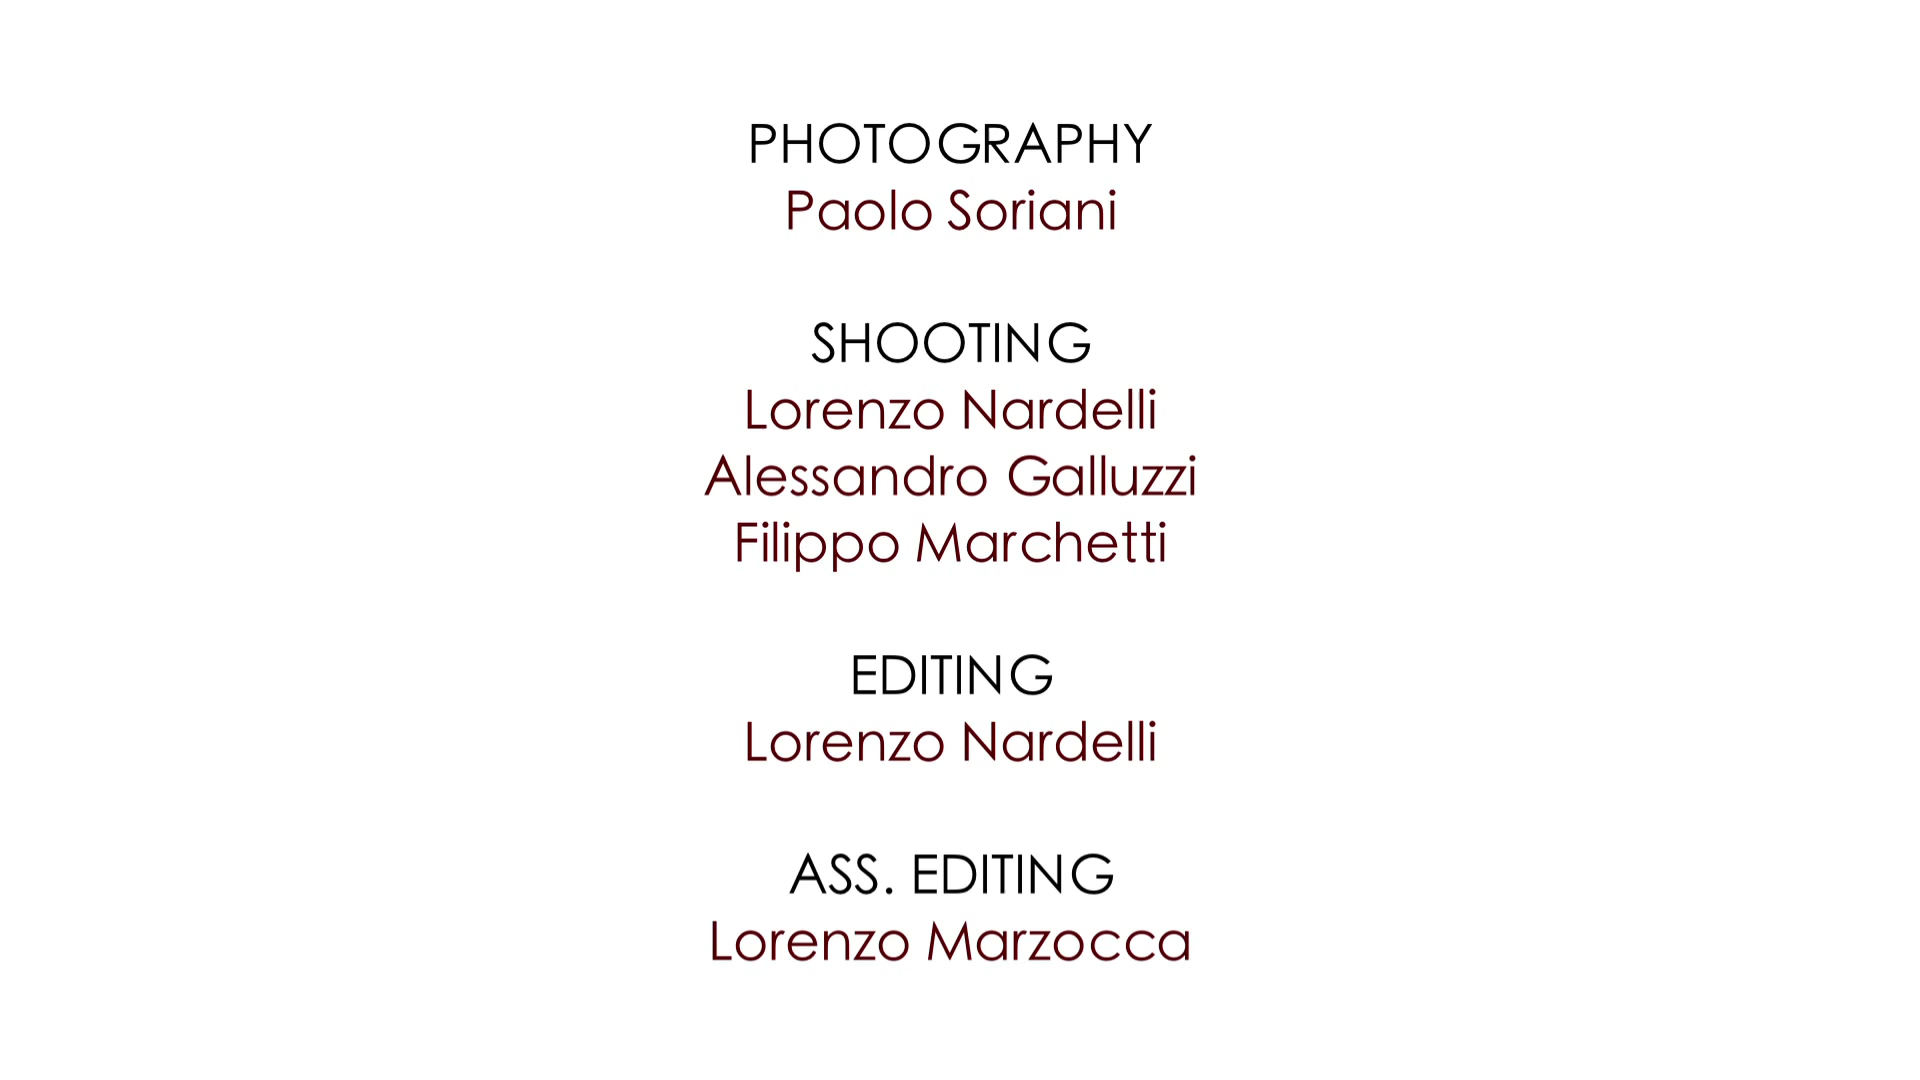 PHOTOGRAPHY
Paolo Soriani
SHOOTING
Lorenzo Nardelli
Alessandro Galluzzi
Filippo Marchetti
EDITING
Lorenzo Nardelli
ASS. EDITING
Lorenzo Marzocca